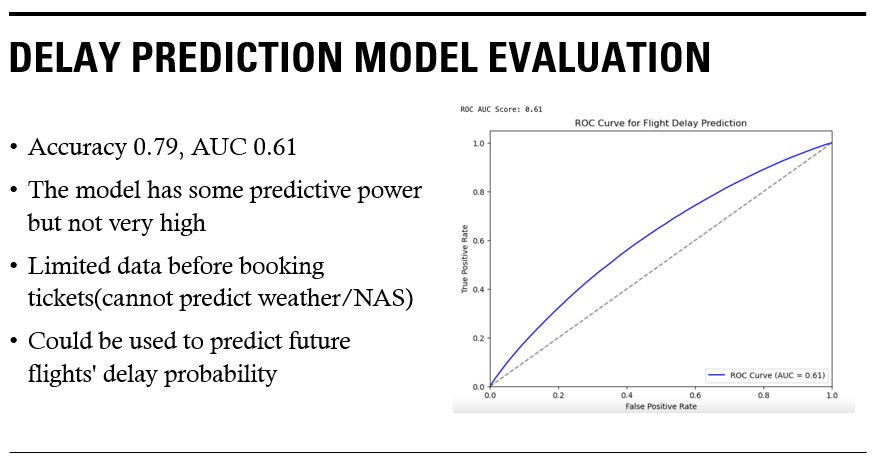 DELAY PREDICTION MODEL EVALUATION
• Accuracy 0.79, AUC 0.61
• The model has some predictive power
but not very high
• Limited data before booking
tickets(cannot predict weather/NAS)
• Could be used to predict future
flights' delay probability
ROC AUC Score: 0.61
ROC Curve for Flight Delay Prediction
True Positive Rate
1.0
0.8
0.6
0.4
0.2
0.0
0.0 0.2 0.4 0.6 0.8 1.0
False Positive Rate
ROC Curve (AUC = 0.61)